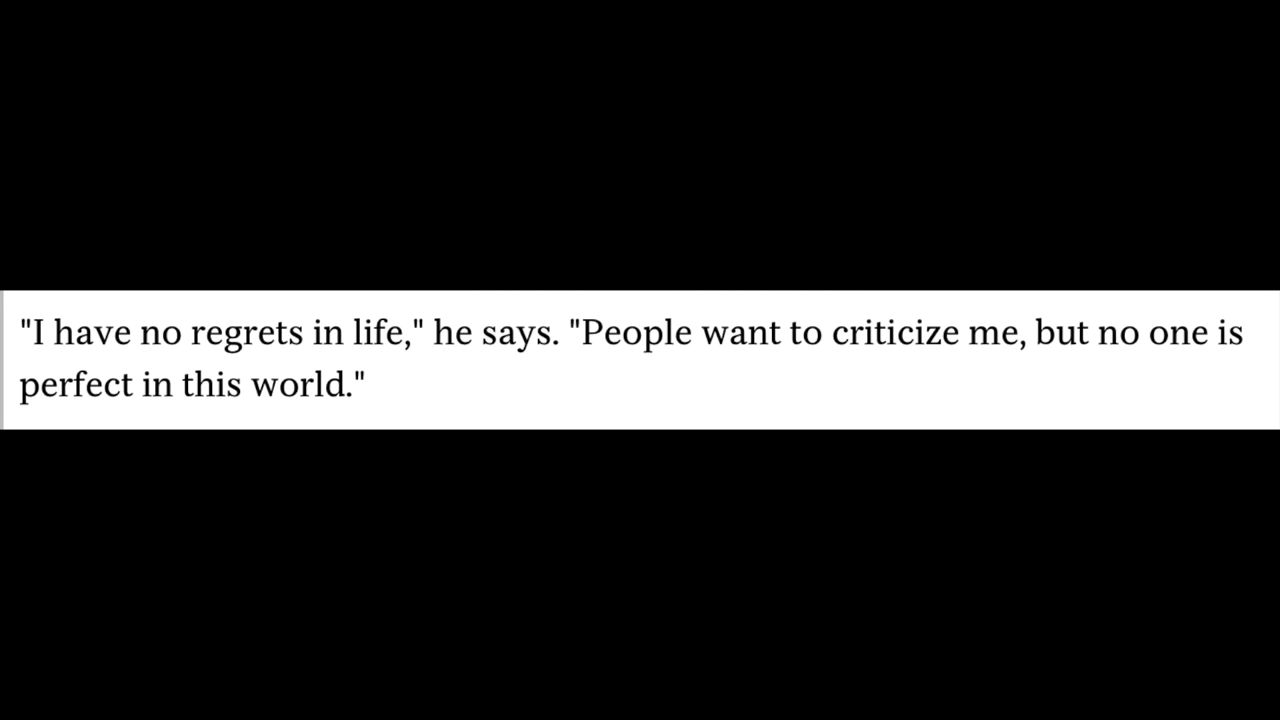 "I have no regrets in life," he says. "People want to criticize me, but no one is
perfect in this world."